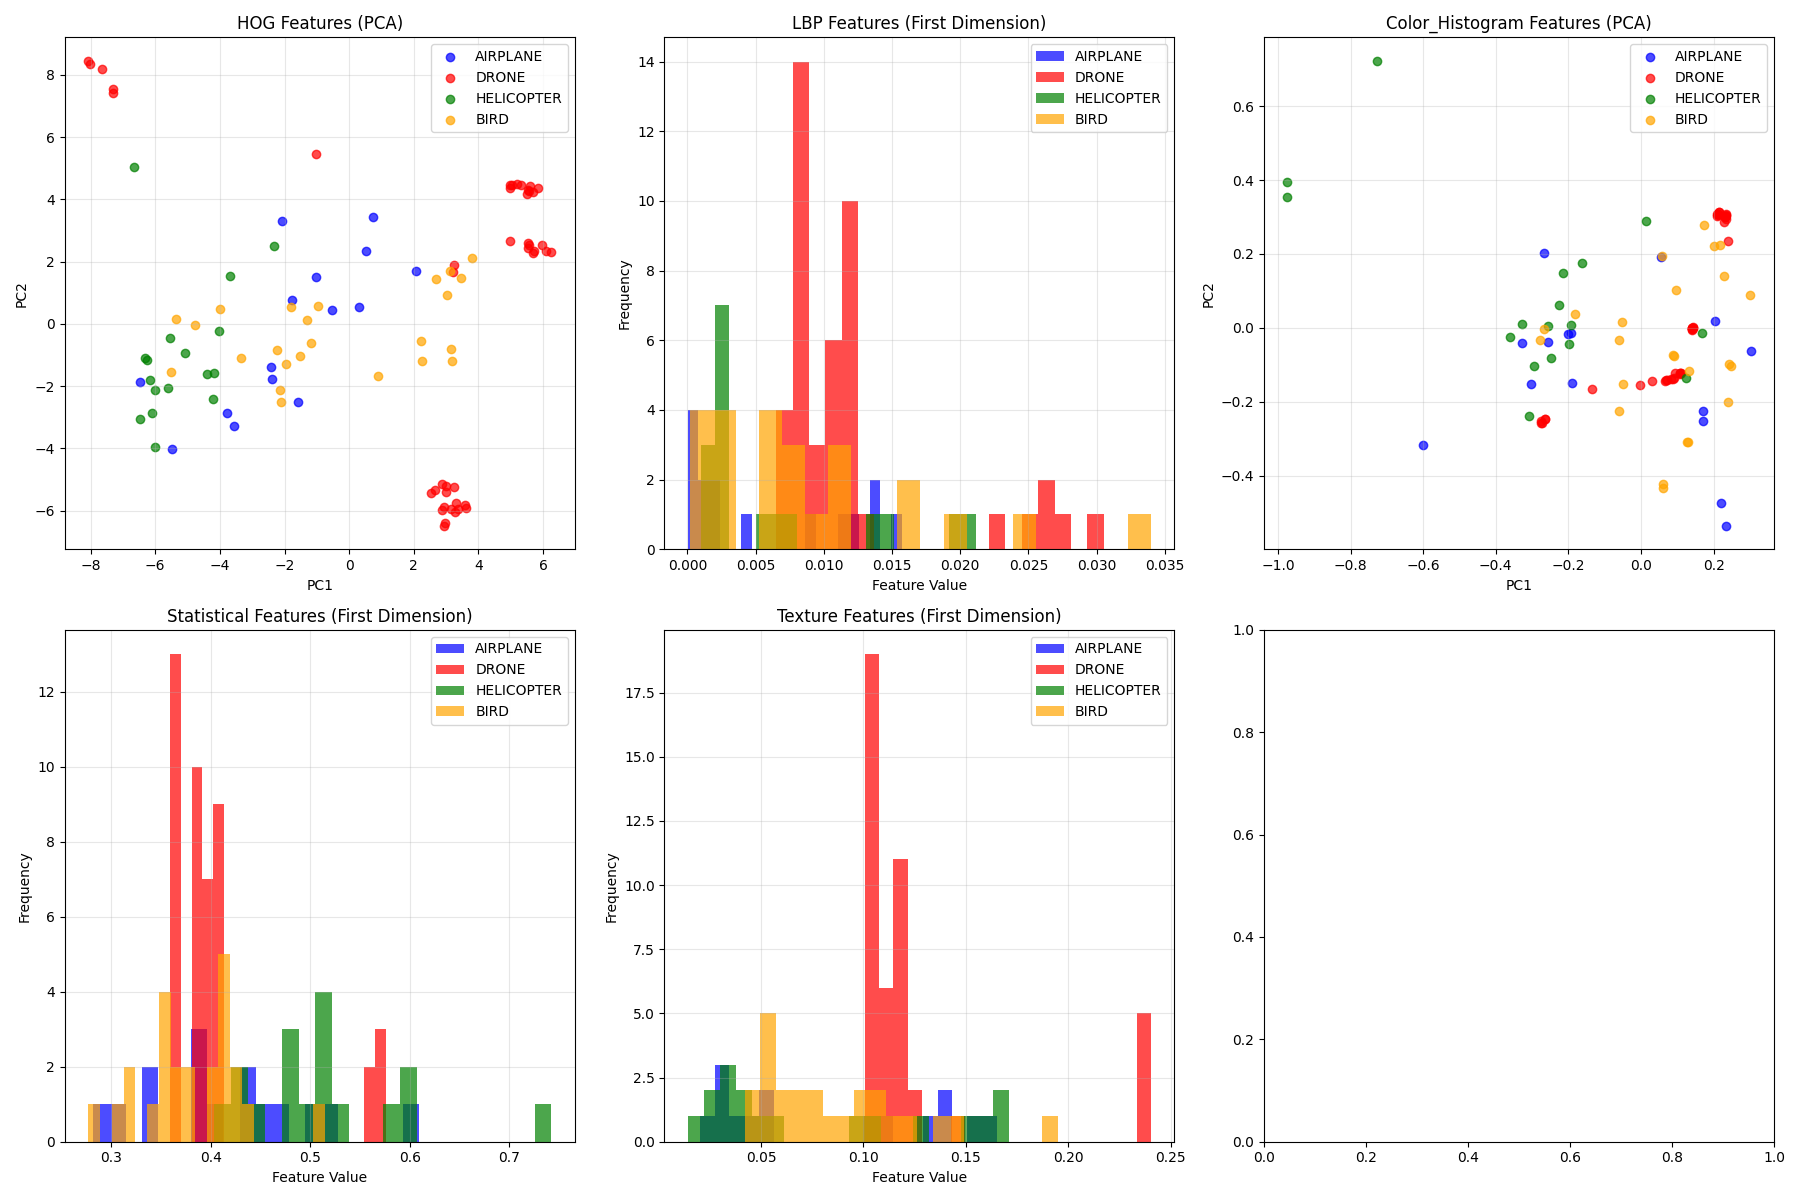 HOG Features (PCA)
8
6
4
2
0
−2
−4
−6
PC2
−8
−6
−4
−2
0
2
4
6
PC1
AIRPLANE
DRONE
HELICOPTER
BIRD
LBP Features (First Dimension)
14
12
10
8
6
4
2
0
Frequency
0.000
0.005
0.010
0.015
0.020
0.025
0.030
0.035
Feature Value
AIRPLANE
DRONE
HELICOPTER
BIRD
Color_Histogram Features (PCA)
0.6
0.4
0.2
0.0
−0.2
−0.4
PC2
−1.0
−0.8
−0.6
−0.4
−0.2
0.0
0.2
PC1
AIRPLANE
DRONE
HELICOPTER
BIRD
Statistical Features (First Dimension)
12
10
8
6
4
2
0
Frequency
0.3
0.4
0.5
0.6
0.7
Feature Value
AIRPLANE
DRONE
HELICOPTER
BIRD
Texture Features (First Dimension)
17.5
15.0
12.5
10.0
7.5
5.0
2.5
0.0
Frequency
0.05
0.10
0.15
0.20
0.25
Feature Value
AIRPLANE
DRONE
HELICOPTER
BIRD
1.0
0.8
0.6
0.4
0.2
0.0
0.0
0.2
0.4
0.6
0.8
1.0